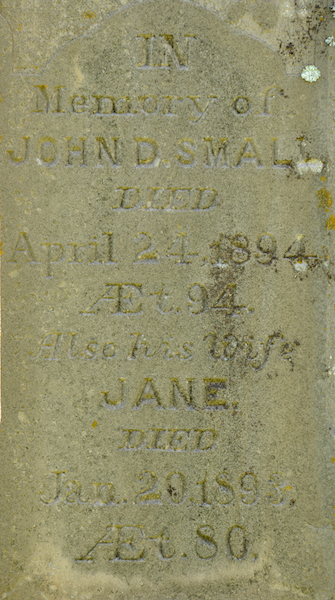 IN
Memory of
JOHN D. SMALL
DIED
April 24, 1894,
Æt. 94.
Also his Wife
JANE,
DIED
Jan. 20, 1893,
Æt. 80.